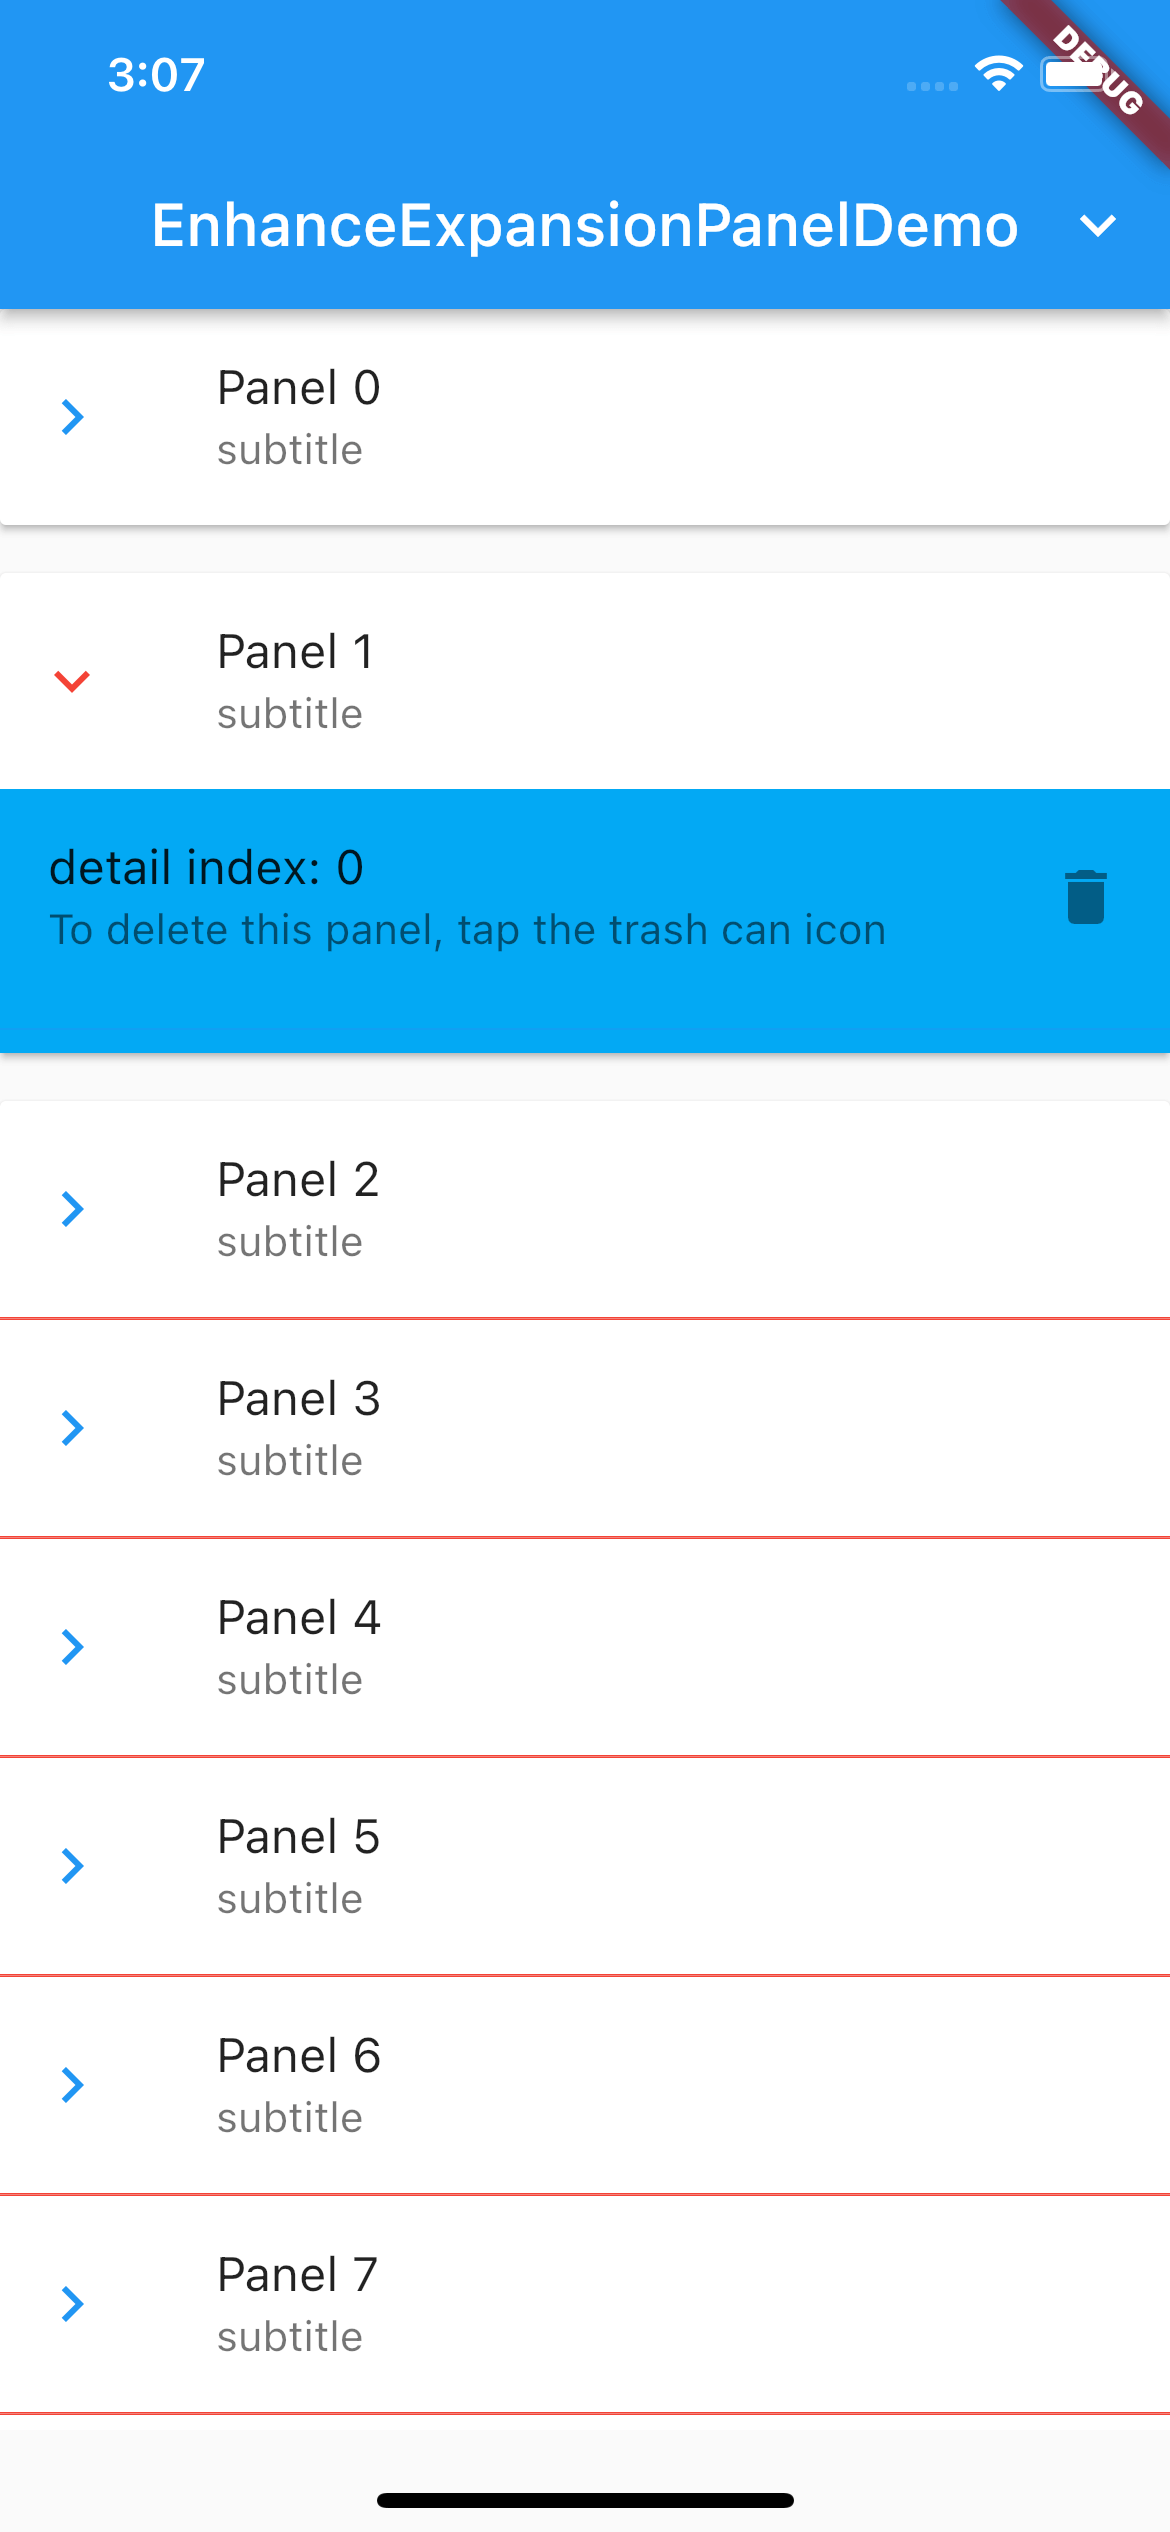 3:07
DEBUG
EnhanceExpansionPanelDemo
Panel 0
subtitle
Panel 1
subtitle
detail index: 0
To delete this panel, tap the trash can icon
Panel 2
subtitle
Panel 3
subtitle
Panel 4
subtitle
Panel 5
subtitle
Panel 6
subtitle
Panel 7
subtitle